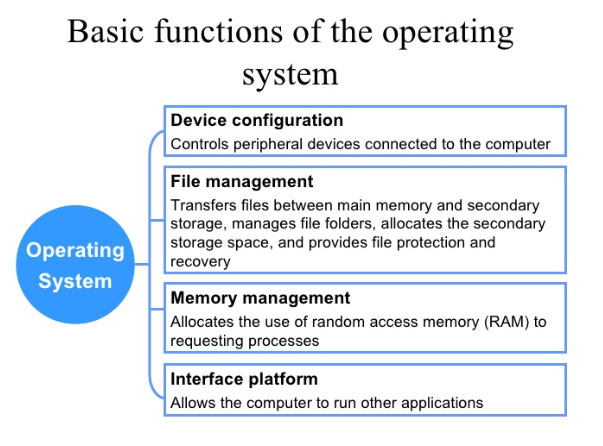 Basic functions of the operating
system
Operating
System
Device configuration
Controls peripheral devices connected to the computer
File management
Transfers files between main memory and secondary
storage, manages file folders, allocates the secondary
storage space, and provides file protection and
recovery
Memory management
Allocates the use of random access memory (RAM) to
requesting processes
Interface platform
Allows the computer to run other applications